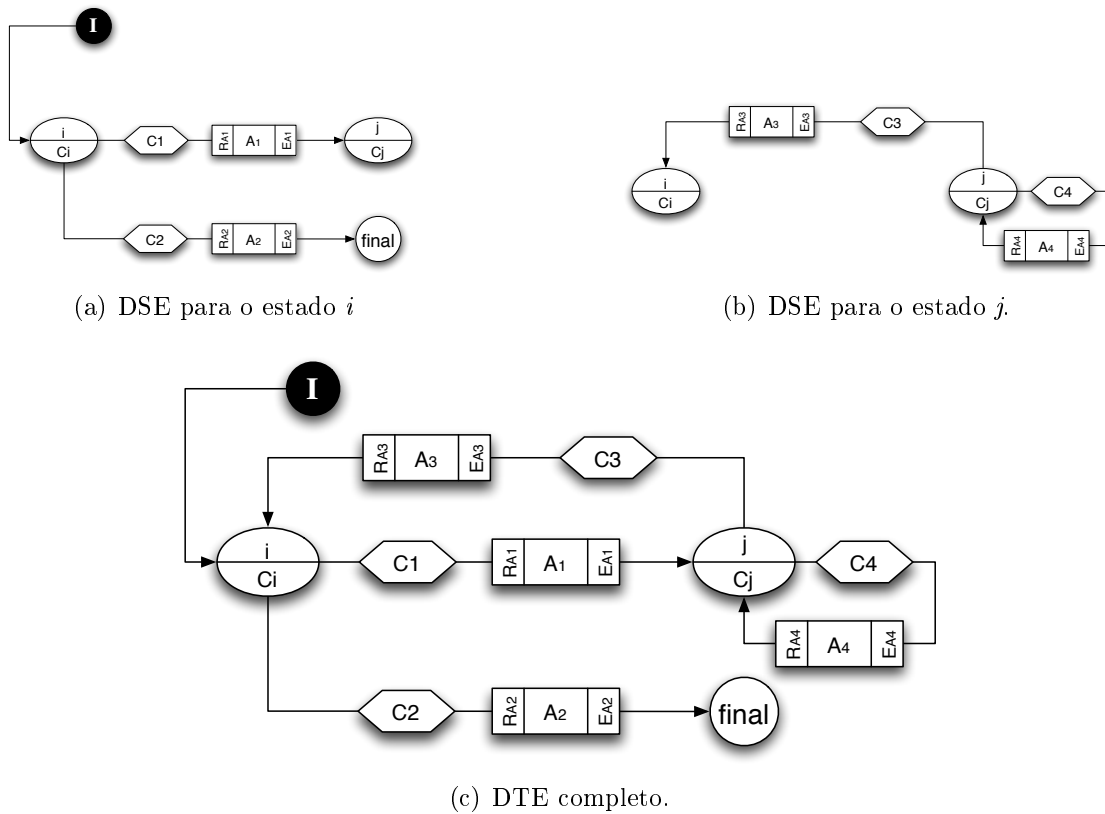 I
i
Ci
C1
RA1 A1 EA1
j
Cj
C2
RA2 A2 EA2
final
(a) DSE para o estado i
RA3 A3 EA3
C3
i
Ci
j
Cj
C4
RA4 A4 EA4
(b) DSE para o estado j.
I
RA3 A3 EA3
C3
i
Ci
C1
RA1 A1 EA1
j
Cj
C4
RA4 A4 EA4
C2
RA2 A2 EA2
final
(c) DTE completo.